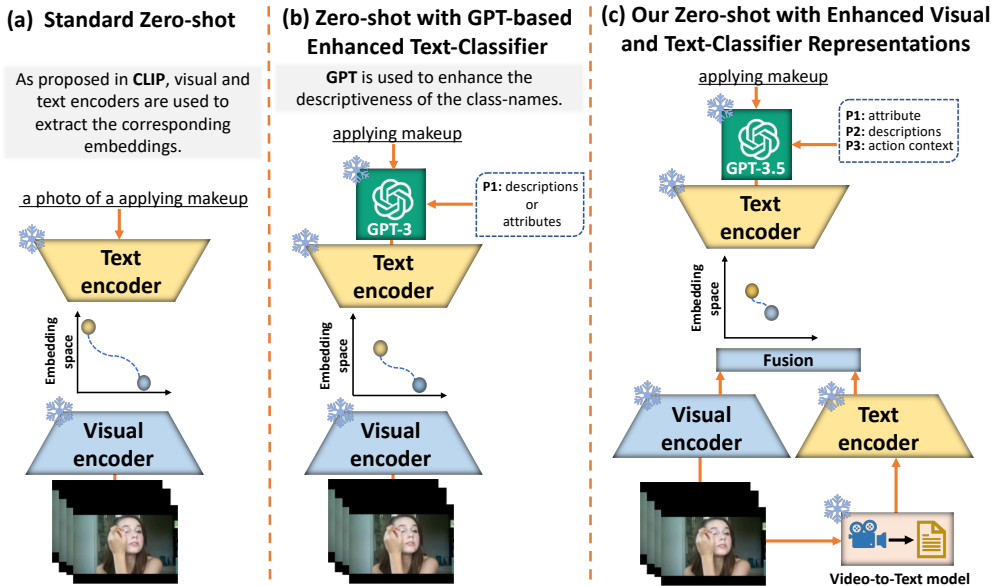 (a) Standard Zero-shot
As proposed in CLIP, visual and
text encoders are used to
extract the corresponding
embeddings.
a photo of a applying makeup
Text
encoder
Embedding
space
Visual
encoder
(b) Zero-shot with GPT-based
Enhanced Text-Classifier
GPT is used to enhance the
descriptiveness of the class-names.
applying makeup
GPT-3
P1: descriptions
or
attributes
Text
encoder
Embedding
space
Visual
encoder
(c) Our Zero-shot with Enhanced Visual
and Text-Classifier Representations
applying makeup
GPT-3.5
P1: attribute
P2: descriptions
P3: action context
Text
encoder
Embedding
space
Fusion
Visual
encoder
Text
encoder
Video-to-Text model